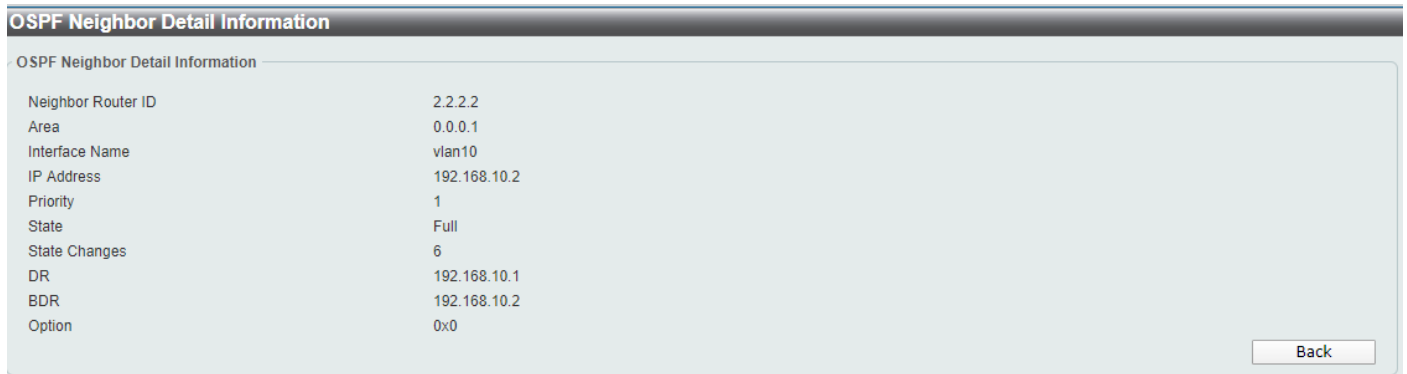 OSPF Neighbor Detail Information
OSPF Neighbor Detail Information
Neighbor Router ID 2.2.2.2
Area 0.0.0.1
Interface Name vlan10
IP Address 192.168.10.2
Priority 1
State Full
State Changes 6
DR 192.168.10.1
BDR 192.168.10.2
Option 0x0
Back